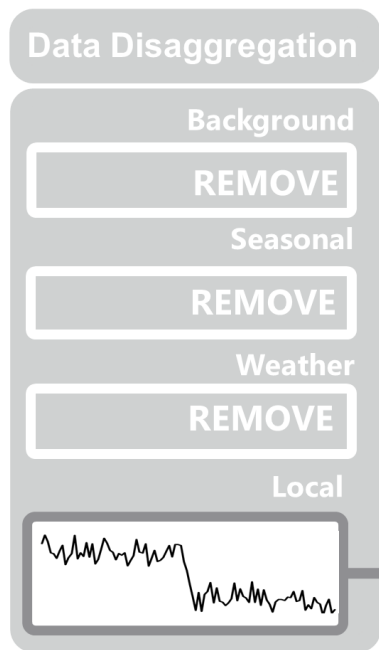 Data Disaggregation
Background
REMOVE
Seasonal
REMOVE
Weather
REMOVE
Local